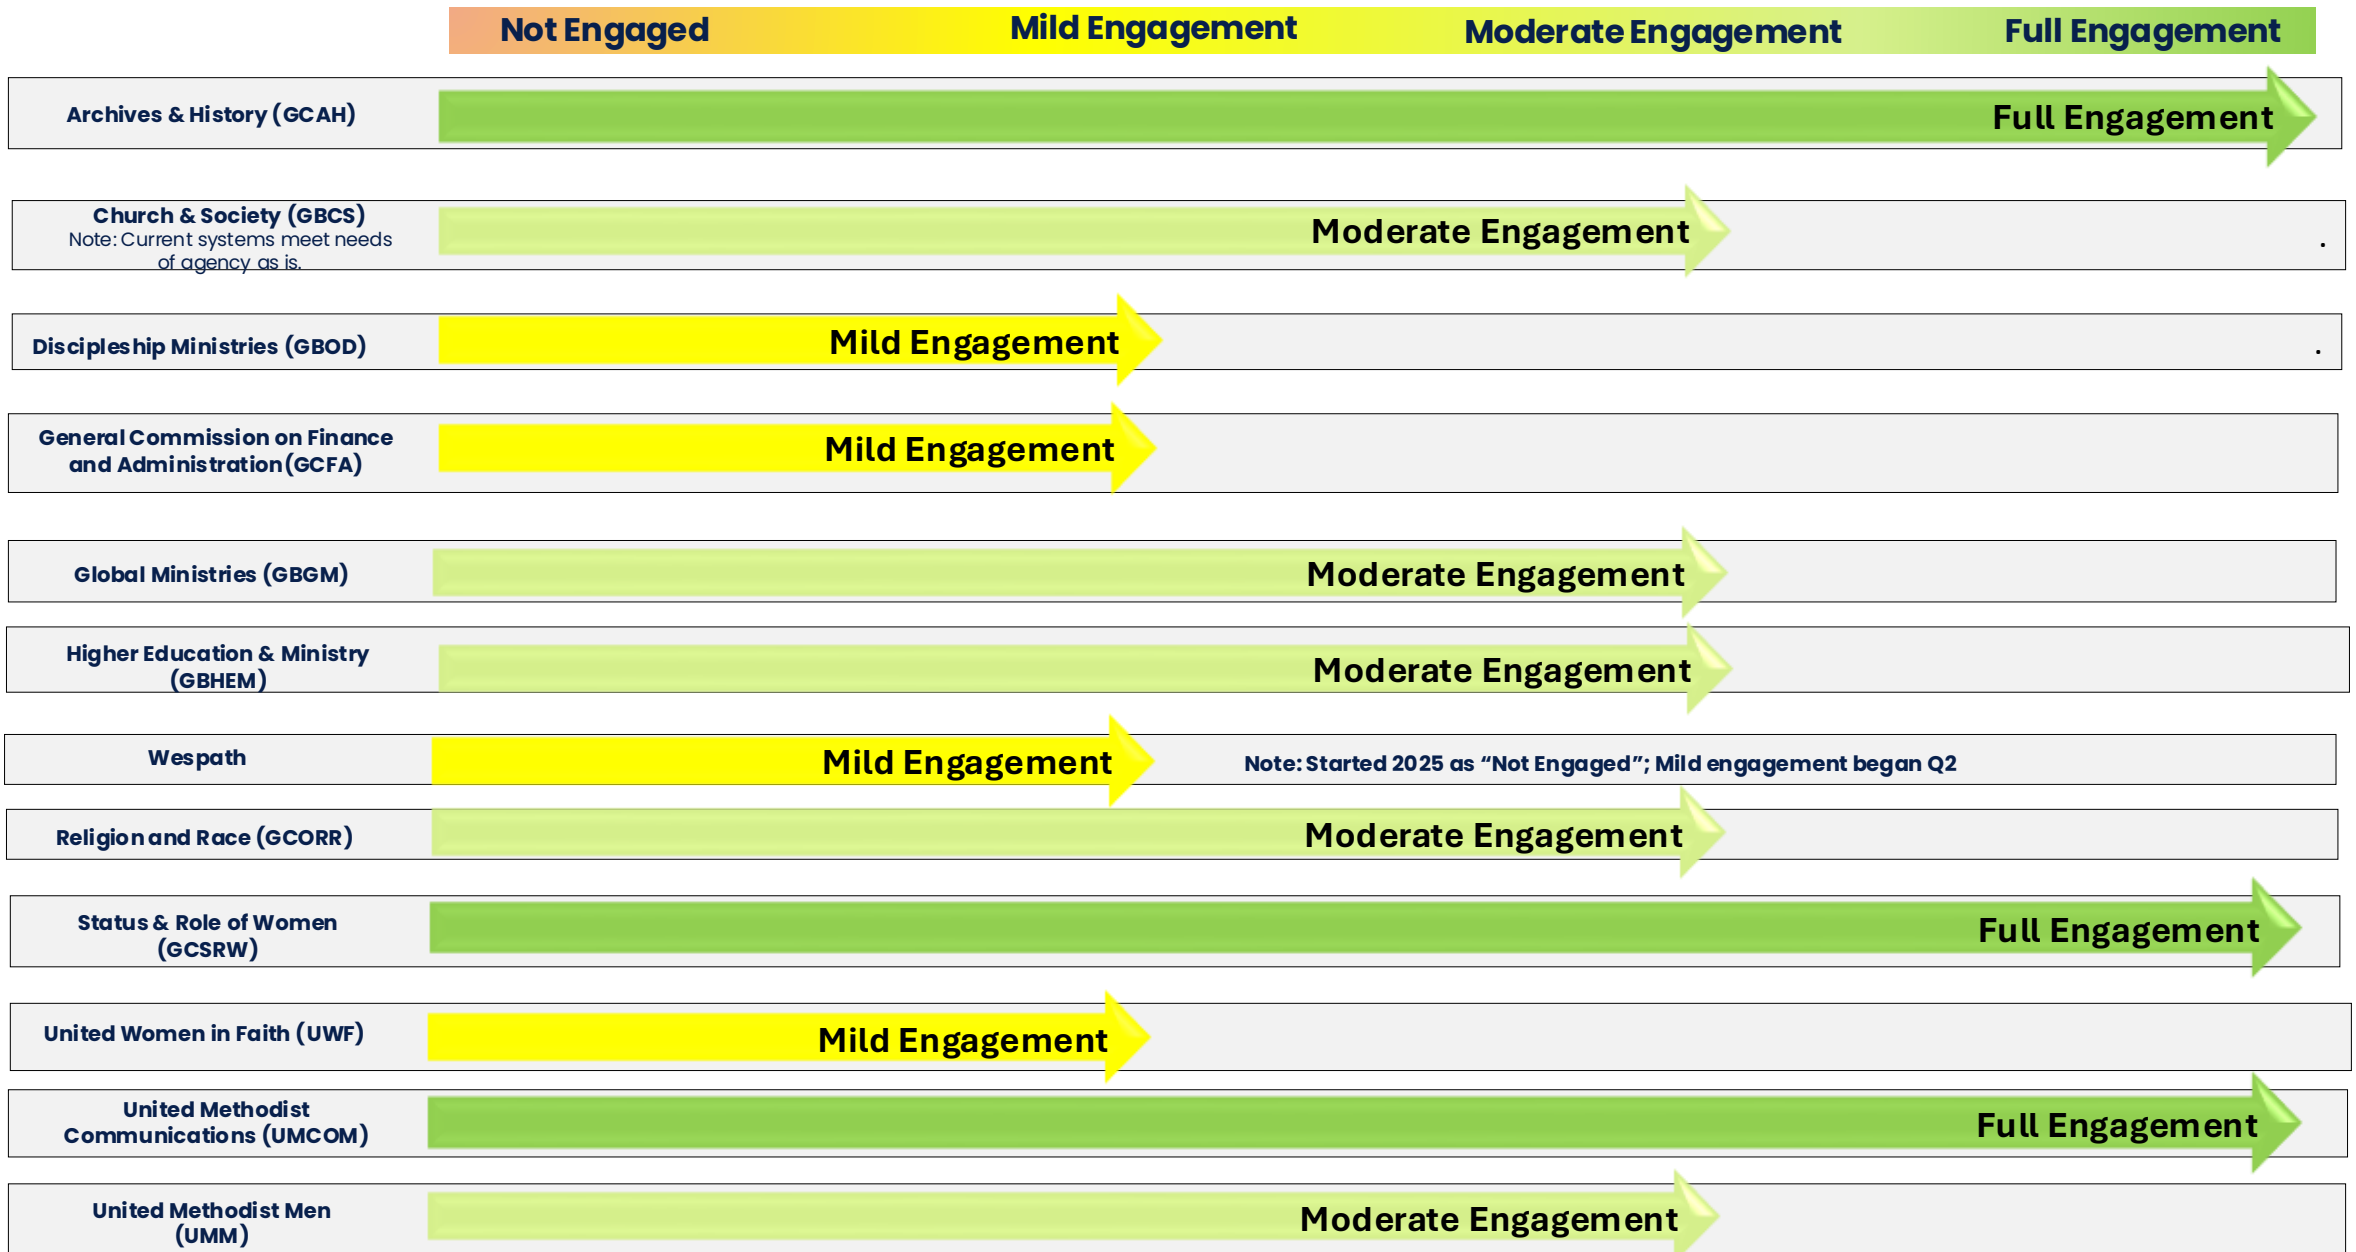 Not Engaged Mild Engagement Moderate Engagement Full Engagement
Archives & History (GCAH)
Full Engagement
Church & Society (GBCS)
Note: Current systems meet needs
of agency as is.
Moderate Engagement
.
Discipleship Ministries (GBOD)
Mild Engagement
.
General Commission on Finance
and Administration (GCFA)
Mild Engagement
Global Ministries (GBGM)
Moderate Engagement
Higher Education & Ministry
(GBHEM)
Moderate Engagement
Wespath
Mild Engagement
Note: Started 2025 as “Not Engaged”; Mild engagement began Q2
Religion and Race (GCORR)
Moderate Engagement
Status & Role of Women
(GCSRW)
Full Engagement
United Women in Faith (UWF)
Mild Engagement
United Methodist
Communications (UMCOM)
Full Engagement
United Methodist Men
(UMM)
Moderate Engagement